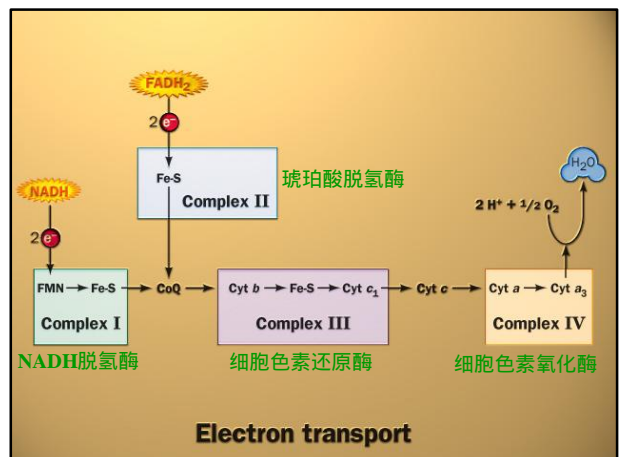 FADH₂
2 e⁻
Fe-S
琥珀酸脱氢酶
Complex II
H₂O
NADH
2 H⁺ + 1/2 O₂
2 e⁻
FMN → Fe-S → CoQ → Cyt b → Fe-S → Cyt c₁ → Cyt c → Cyt a → Cyt a₃
Complex I Complex III Complex IV
NADH脱氢酶 细胞色素还原酶 细胞色素氧化酶
Electron transport